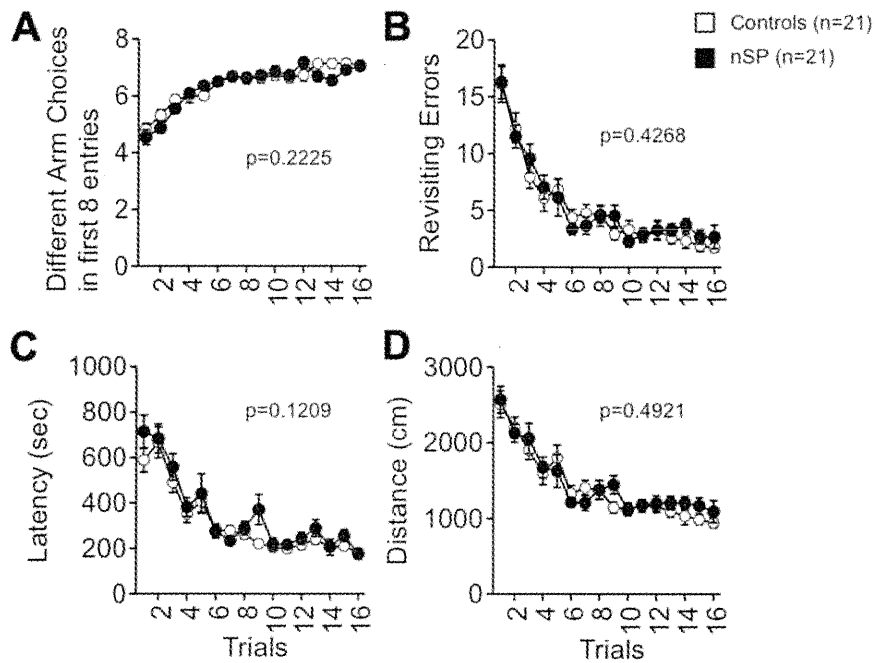 A
Different Arm Choices
in first 8 entries
8
6
4
2
0
p=0.2225
2 4 6 8 10 12 14 16
B
Revisiting Errors
20
15
10
5
0
p=0.4268
2 4 6 8 10 12 14 16
Controls (n=21)
nSP (n=21)
C
Latency (sec)
1000
800
600
400
200
0
p=0.1209
2 4 6 8 10 12 14 16
Trials
D
Distance (cm)
3000
2000
1000
0
p=0.4921
2 4 6 8 10 12 14 16
Trials